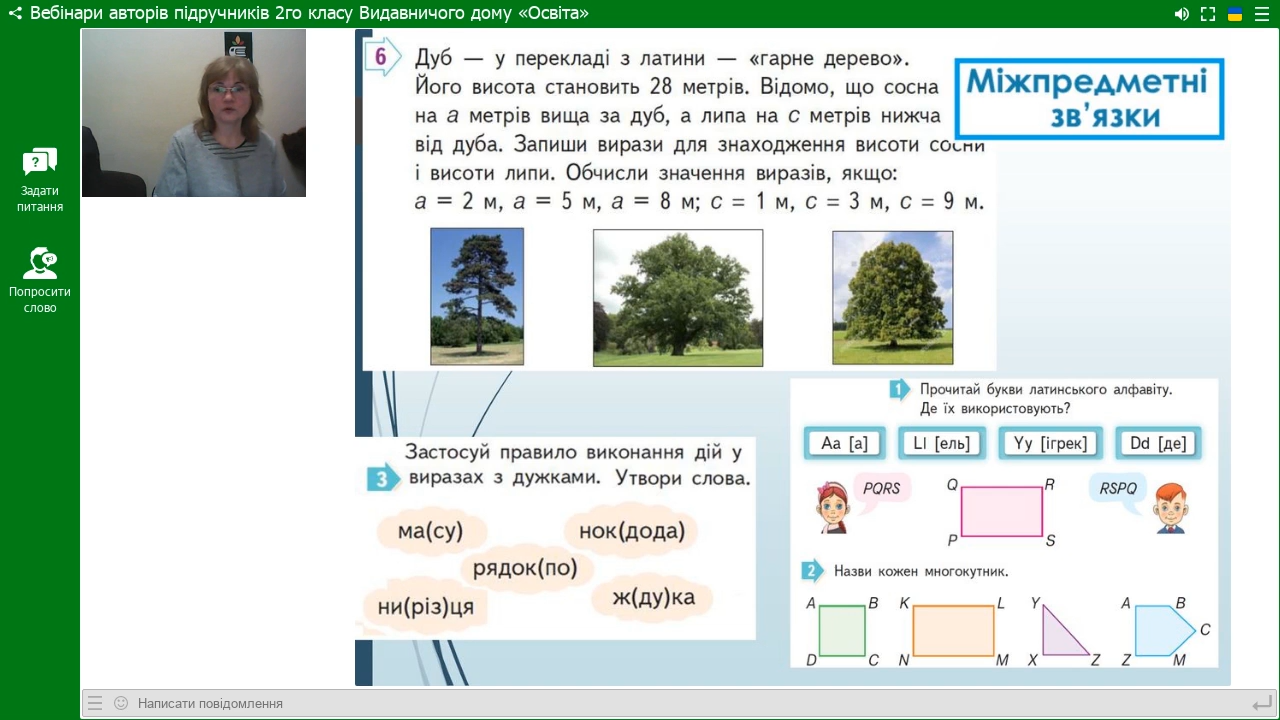 Вебінари авторів підручників 2го класу Видавничого дому «Освіта»
Задати
питання
Попросити
слово
6
Дуб — у перекладі з латини — «гарне дерево».
Його висота становить 28 метрів. Відомо, що сосна
на a метрів вища за дуб, а липа на c метрів нижча
від дуба. Запиши вирази для знаходження висоти сосни
і висоти липи. Обчисли значення виразів, якщо:
a = 2 м, a = 5 м, a = 8 м; c = 1 м, c = 3 м, c = 9 м.
Міжпредметні
зв'язки
3
Застосуй правило виконання дій у
виразах з дужками. Утвори слова.
ма(су)
нок(дода)
рядок(по)
ни(різ)ця
ж(ду)ка
1
Прочитай букви латинського алфавіту.
Де їх використовують?
Aa [а]
Ll [ель]
Yy [ігрек]
Dd [де]
PQRS
Q
R
P
S
RSPQ
2
Назви кожен многокутник.
A
B
D
C
K
L
N
M
Y
X
Z
A
B
C
Z
M
Написати повідомлення